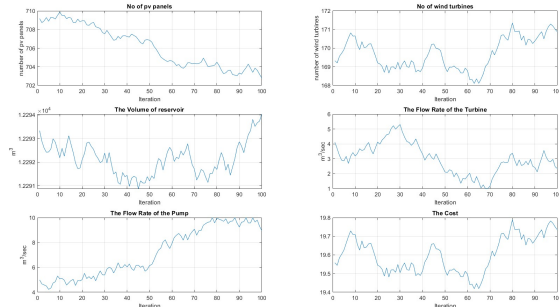 No of pv panels
number of pv panels
710
708
706
704
702
0 10 20 30 40 50 60 70 80 90 100
Iteration
No of wind turbines
number of wind turbines
172
171
170
169
168
0 10 20 30 40 50 60 70 80 90 100
Iteration
The Volume of reservoir
×10⁴
m³
1.2294
1.2293
1.2292
1.2291
0 10 20 30 40 50 60 70 80 90 100
Iteration
The Flow Rate of the Turbine
m³/sec
6
5
4
3
2
1
0 10 20 30 40 50 60 70 80 90 100
Iteration
The Flow Rate of the Pump
m³/sec
10
8
6
4
0 10 20 30 40 50 60 70 80 90 100
Iteration
The Cost
19.8
19.7
19.6
19.5
19.4
0 10 20 30 40 50 60 70 80 90 100
Iteration